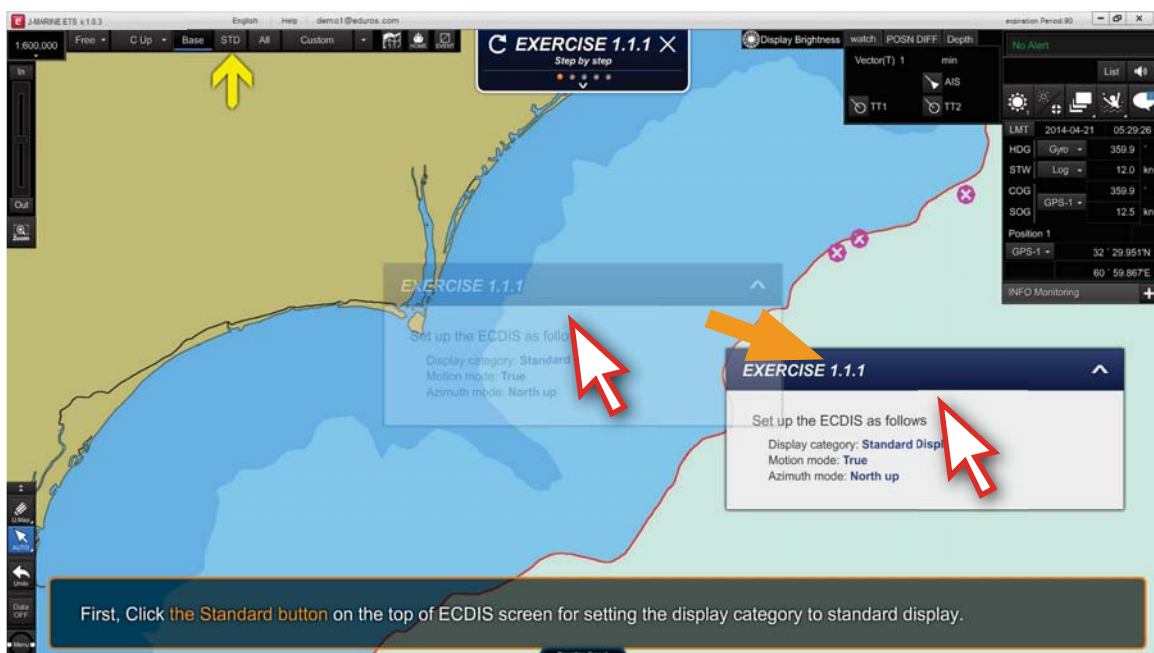 J-MARINE ETS v.1.0.3 English Help demo1@eduros.com expiration Period:90
1:600,000 Free C Up Base STD All Custom 1:1 HOME EVENT
In
Out
Zoom
EXERCISE 1.1.1
Step by step
Display Brightness watch POSN DIFF Depth
Vector(T) 1 min
AIS
TT1 TT2
No Alert
List
LMT 2014-04-21 05:29:26
HDG Gyro 359.9 °
STW Log 12.0 kn
COG GPS-1 359.9 °
SOG 12.5 kn
Position 1
GPS-1 32 ° 29.951'N
60 ° 59.867'E
INFO Monitoring
EXERCISE 1.1.1
Set up the ECDIS as follow
Display category: Standard
Motion mode: True
Azimuth mode: North up
EXERCISE 1.1.1
Set up the ECDIS as follows
Display category: Standard Displ
Motion mode: True
Azimuth mode: North up
U.Map
AUTO
Undo
Data
OFF
Menu
First, Click the Standard button on the top of ECDIS screen for setting the display category to standard display.